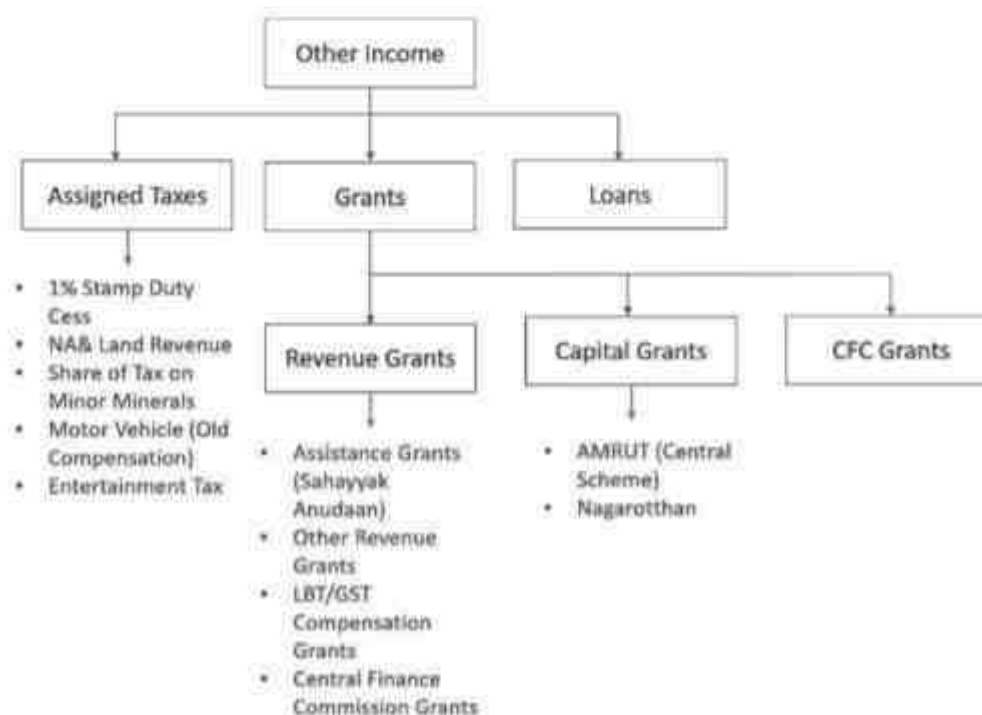 Other Income
Assigned Taxes
Grants
Loans
• 1% Stamp Duty
Cess
• NA& Land Revenue
• Share of Tax on
Minor Minerals
• Motor Vehicle (Old
Compensation)
• Entertainment Tax
Revenue Grants
Capital Grants
CFC Grants
• Assistance Grants
(Sahayyak
Anudaan)
• Other Revenue
Grants
• LBT/GST
Compensation
Grants
• Central Finance
Commission Grants
• AMRUT (Central
Scheme)
• Nagarotthan